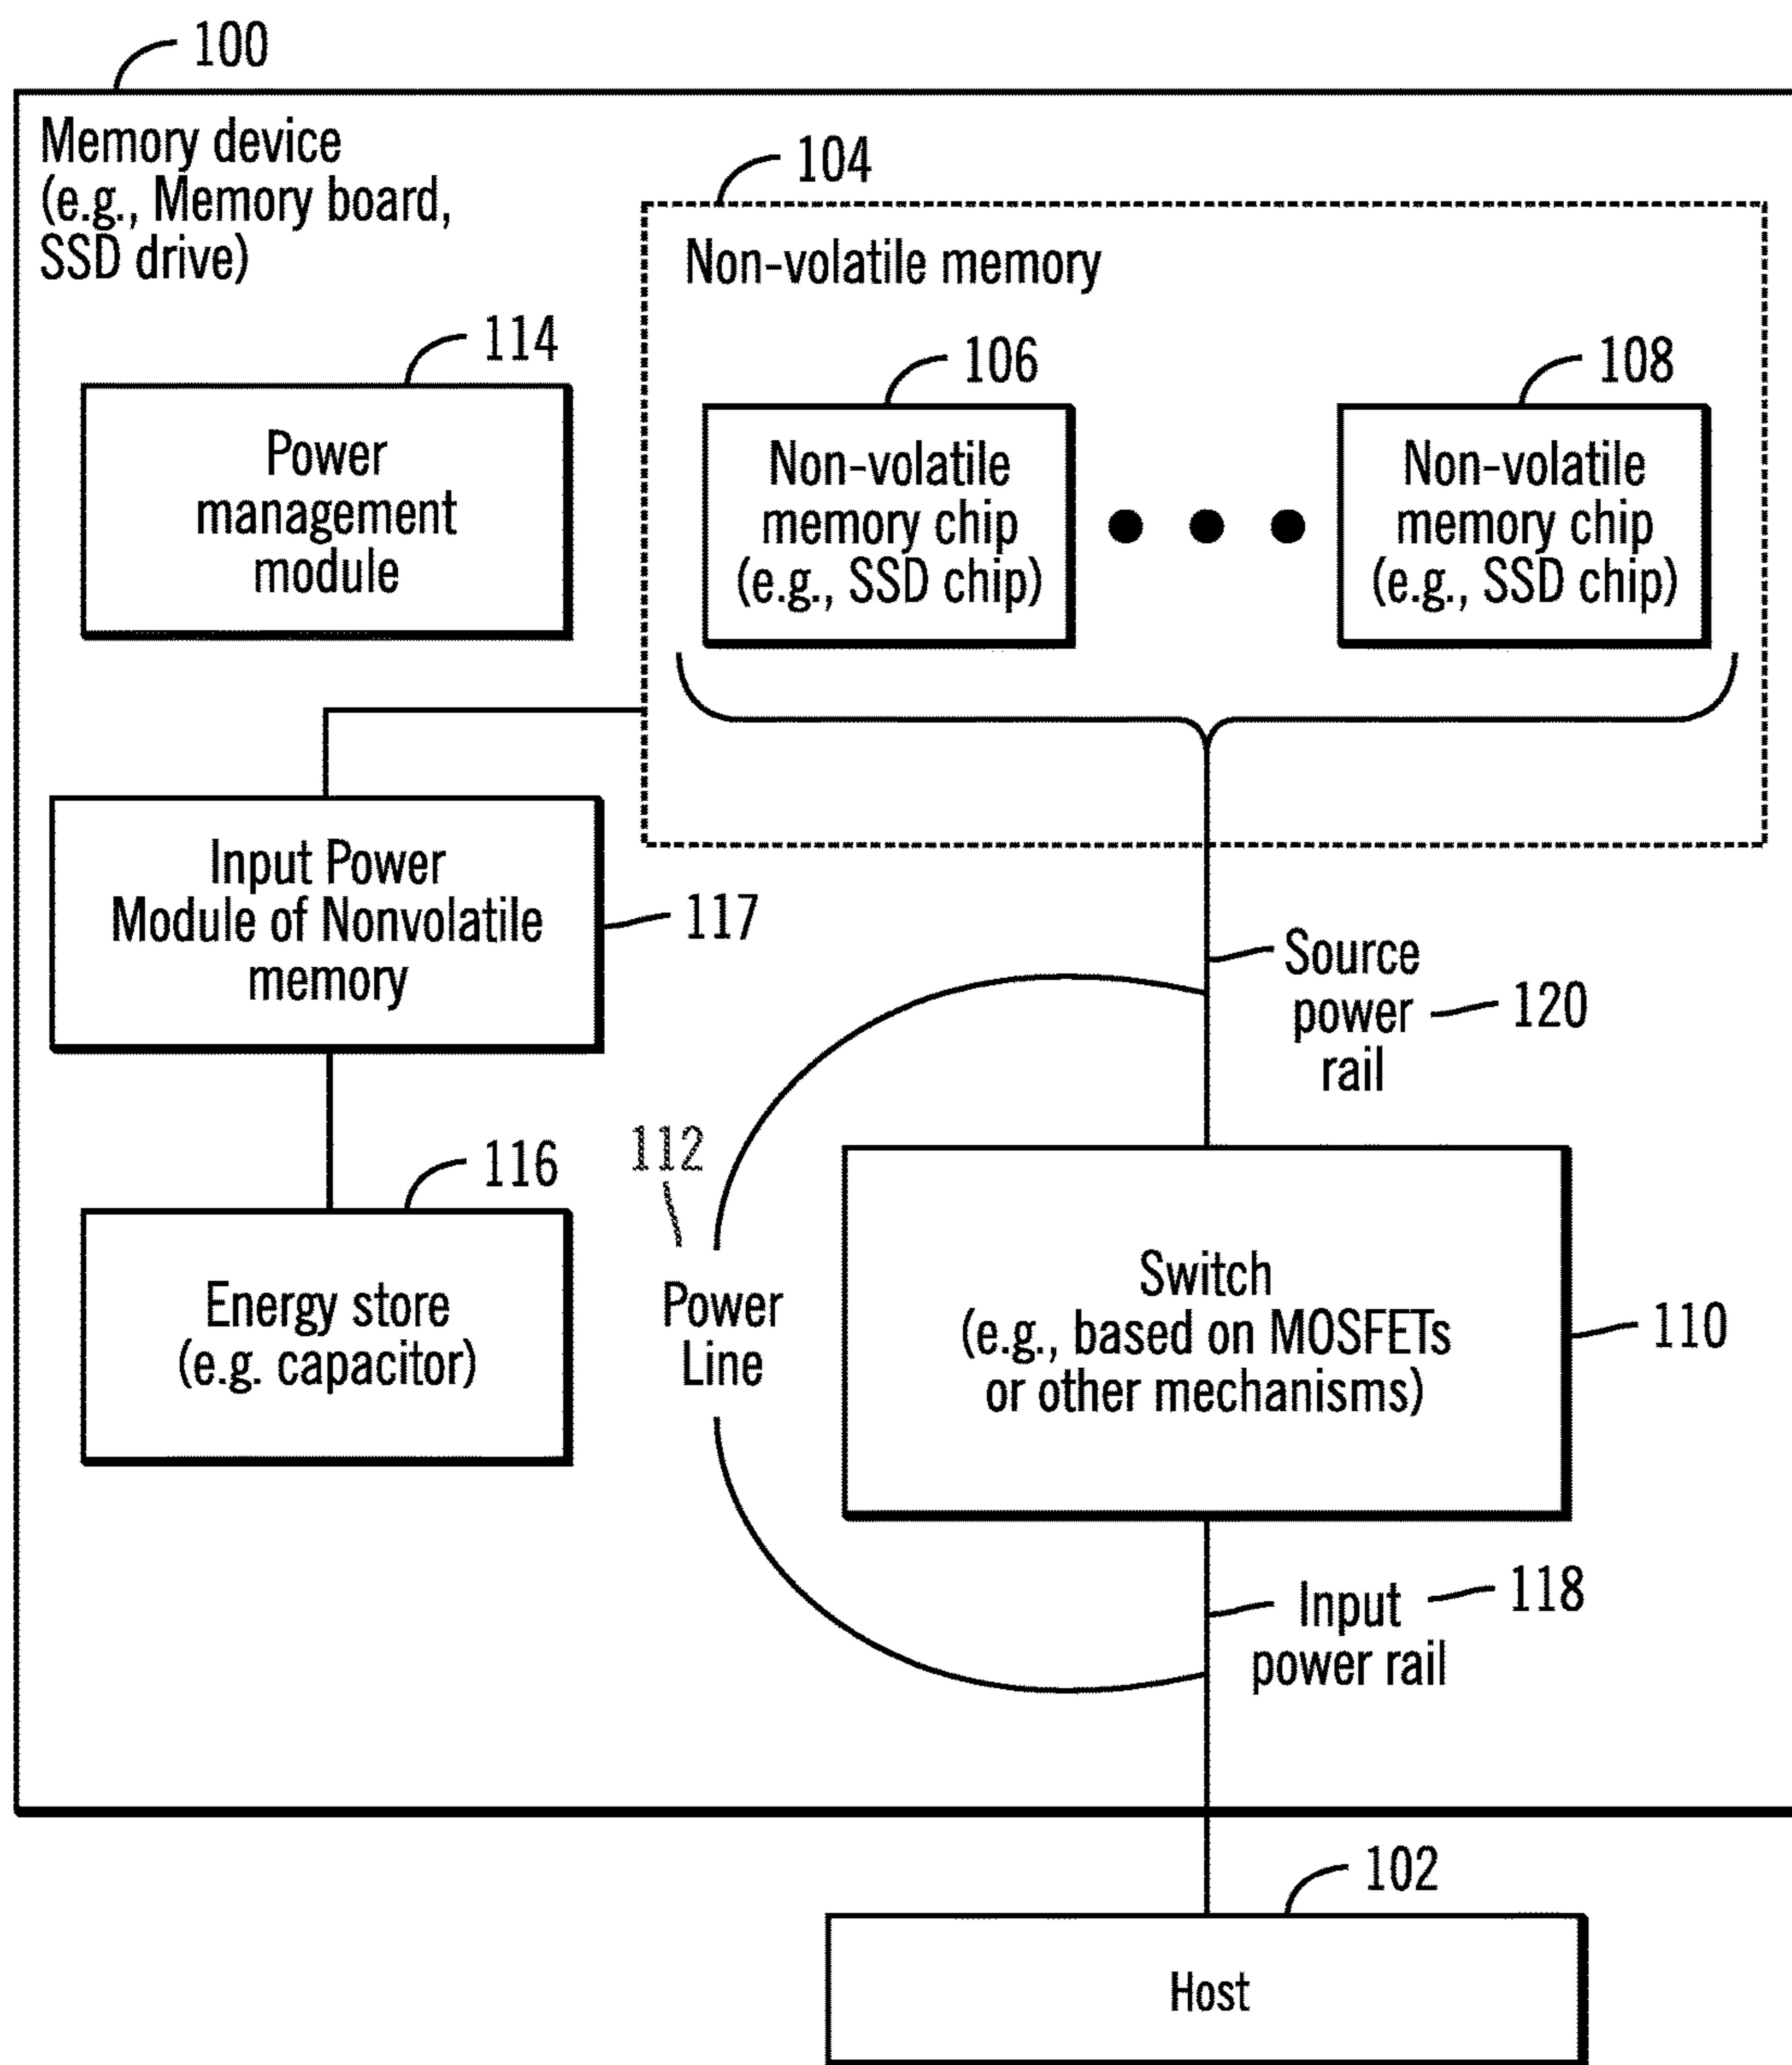 100
Memory device
(e.g., Memory board,
SSD drive)
104
Non-volatile memory
114
Power
management
module
106
Non-volatile
memory chip
(e.g., SSD chip)
108
Non-volatile
memory chip
(e.g., SSD chip)
Input Power
Module of Nonvolatile
memory
117
Source
power
rail
120
112
Power
Line
116
Energy store
(e.g. capacitor)
Switch
(e.g., based on MOSFETs
or other mechanisms)
110
Input
power rail
118
102
Host